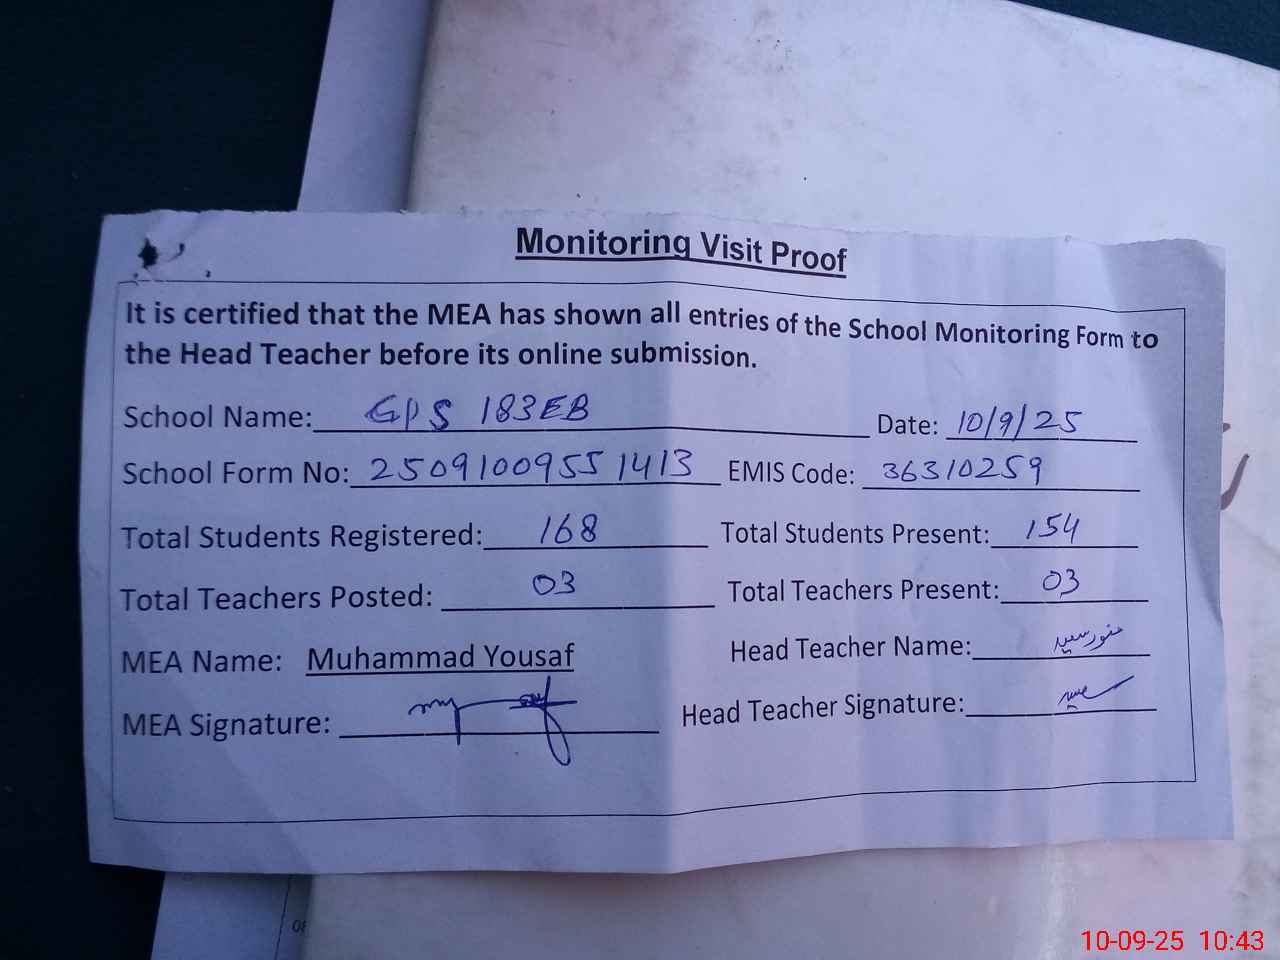 Monitoring Visit Proof
It is certified that the MEA has shown all entries of the School Monitoring Form to
the Head Teacher before its online submission.
School Name: GPS 183EB Date: 10/9/25
School Form No: 2509100955 1413 EMIS Code: 36310259
Total Students Registered: 168 Total Students Present: 154
Total Teachers Posted: 03 Total Teachers Present: 03
MEA Name: Muhammad Yousaf Head Teacher Name: منور سعید
MEA Signature: Head Teacher Signature:
10-09-25 10:43